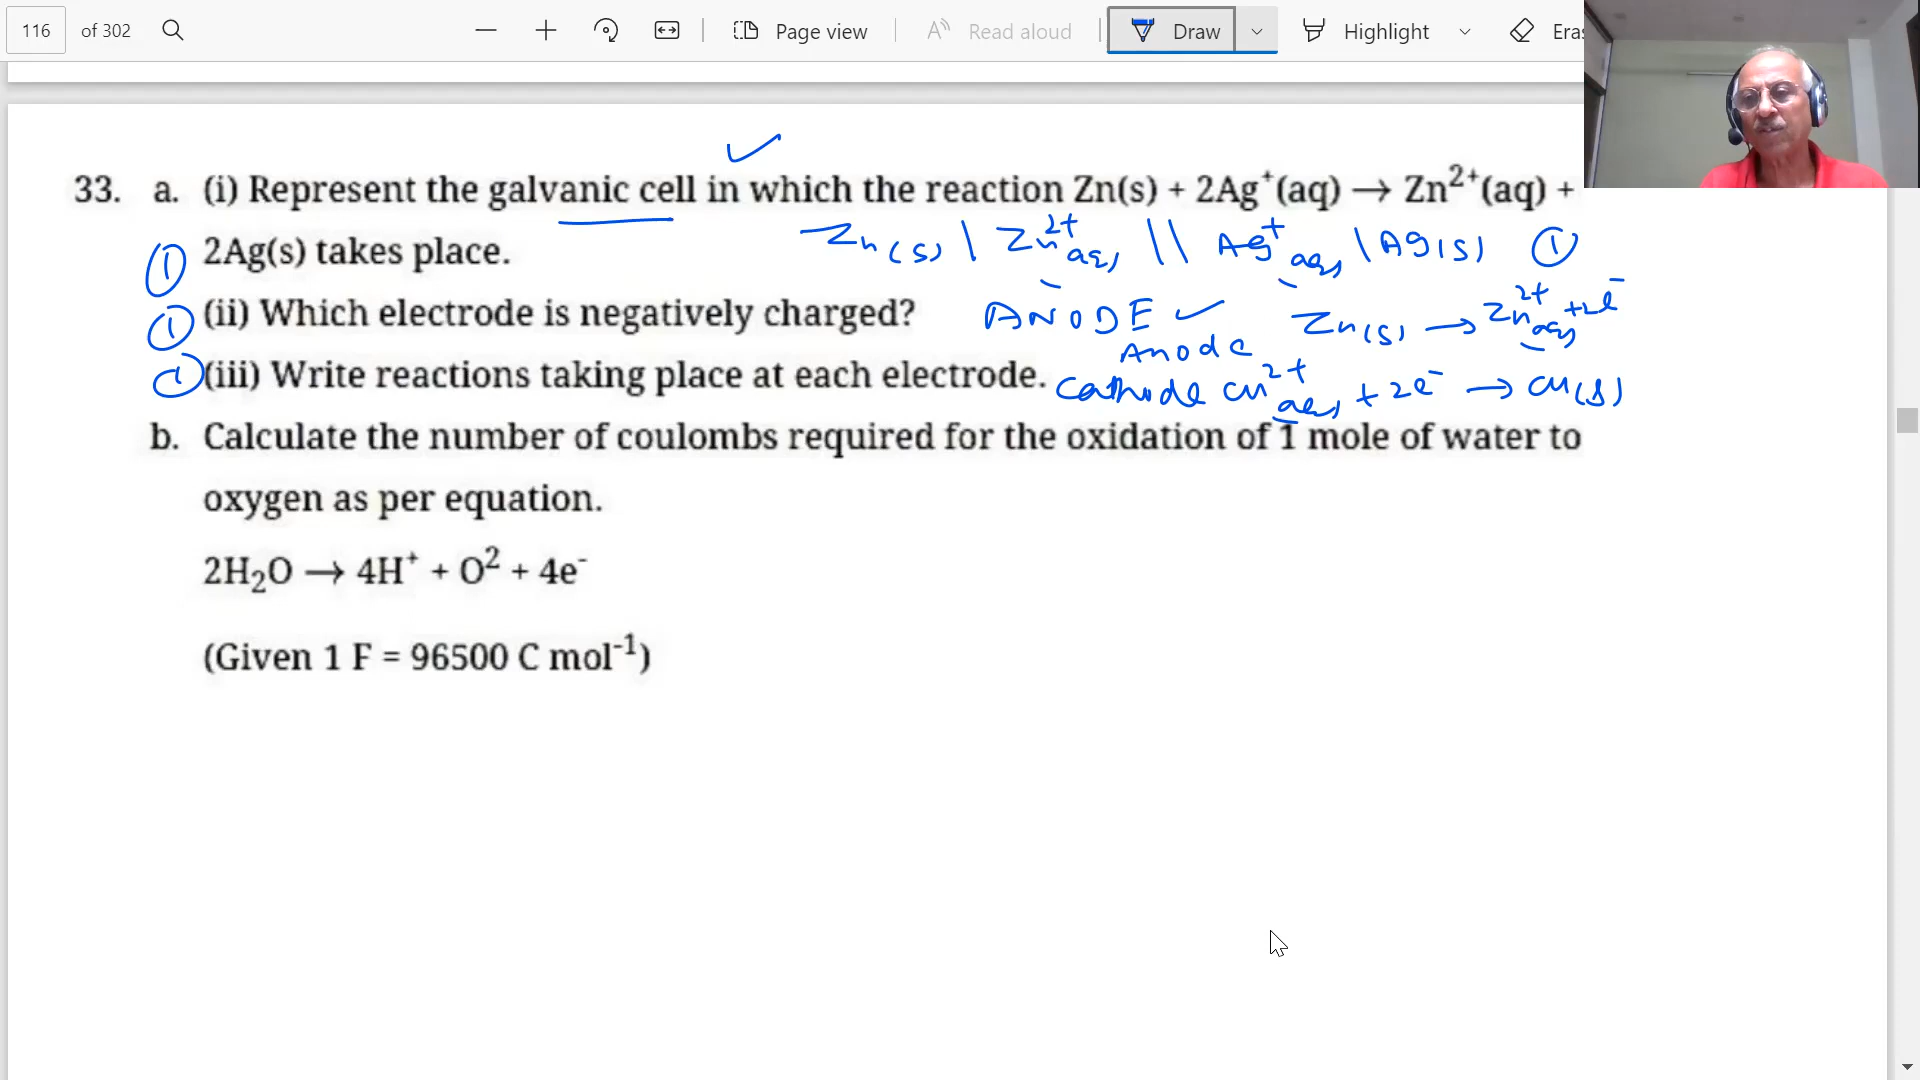 116 of 302 Page view Read aloud Draw Highlight Eras
33. a. (i) Represent the galvanic cell in which the reaction Zn(s) + 2Ag⁺(aq) → Zn²⁺(aq) +
① 2Ag(s) takes place. Zn(s) | Zn²⁺aq || Ag⁺aq | Ag(s) ①
① (ii) Which electrode is negatively charged? ANODE ✓ Zn(s) → Zn²⁺aq + 2e⁻
Anode
① (iii) Write reactions taking place at each electrode. Cathode Cu²⁺aq + 2e⁻ → Cu(s)
b. Calculate the number of coulombs required for the oxidation of 1 mole of water to
oxygen as per equation.
2H₂O → 4H⁺ + O² + 4e⁻
(Given 1 F = 96500 C mol⁻¹)